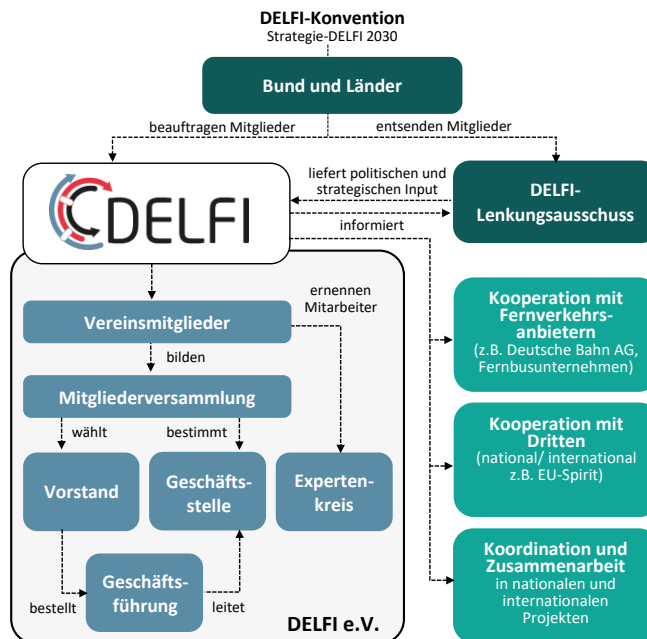 DELFI-Konvention
Strategie-DELFI 2030
Bund und Länder
beauftragen Mitglieder
entsenden Mitglieder
DELFI
liefert politischen und
strategischen Input
informiert
DELFI-
Lenkungsausschuss
Vereinsmitglieder
ernennen
Mitarbeiter
bilden
Mitgliederversammlung
wählt
bestimmt
Vorstand
Geschäfts-
stelle
Experten-
kreis
Geschäfts-
führung
bestellt
leitet
DELFI e.V.
Kooperation mit
Fernverkehrs-
anbietern
(z.B. Deutsche Bahn AG,
Fernbusunternehmen)
Kooperation mit
Dritten
(national/ international
z.B. EU-Spirit)
Koordination und
Zusammenarbeit
in nationalen und
internationalen
Projekten